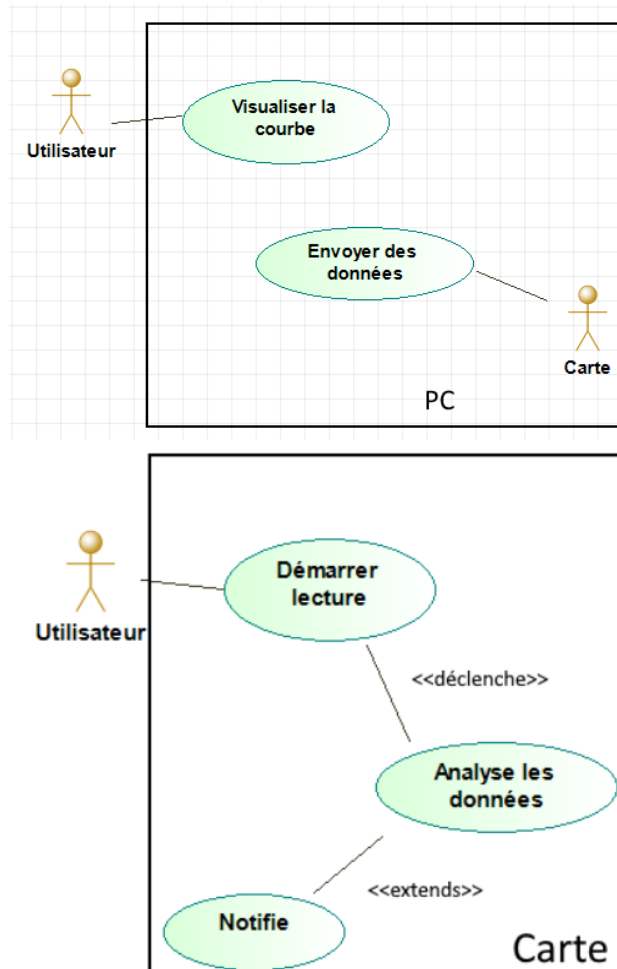 Visualiser la
courbe
Utilisateur
Envoyer des
données
Carte
PC
Démarrer
lecture
Utilisateur
<<déclenche>>
Analyse les
données
<<extends>>
Notifie
Carte